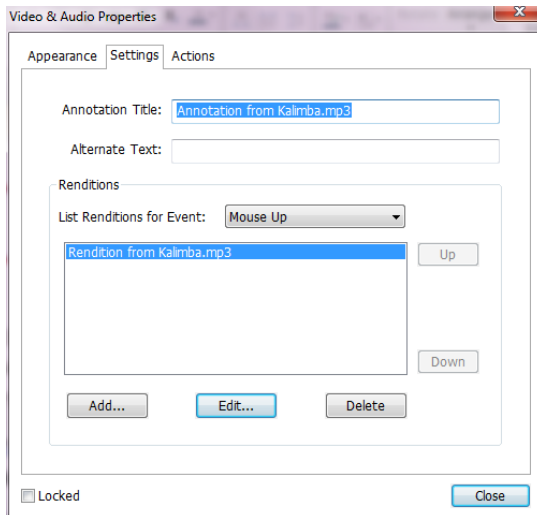 Video & Audio Properties
Appearance Settings Actions
Annotation Title: Annotation from Kalimba.mp3
Alternate Text:
Renditions
List Renditions for Event: Mouse Up
Rendition from Kalimba.mp3
Up
Down
Add... Edit... Delete
Locked Close